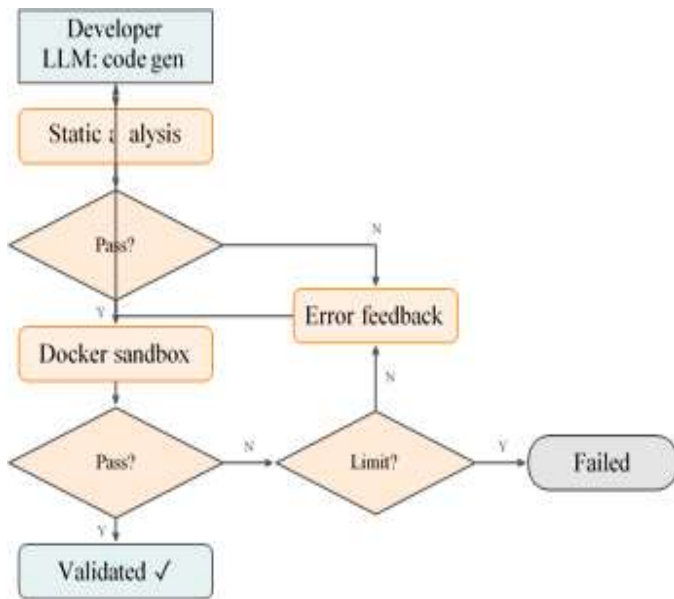 Developer
LLM: code gen
Static a alysis
Pass?
N
Y
Error feedback
Docker sandbox
N
Pass?
N
Limit?
Y
Failed
Y
Validated ✓